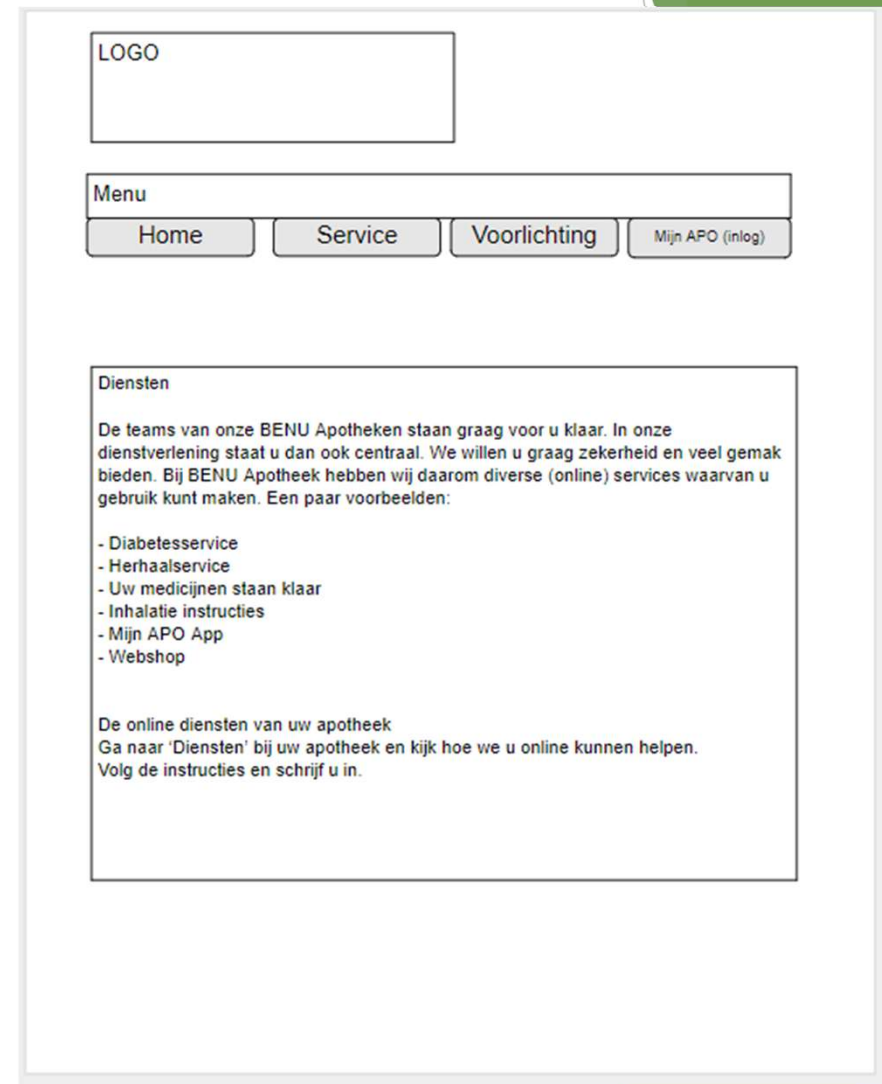 LOGO
Menu
Home Service Voorlichting Mijn APO (inlog)
Diensten
De teams van onze BENU Apotheken staan graag voor u klaar. In onze
dienstverlening staat u dan ook centraal. We willen u graag zekerheid en veel gemak
bieden. Bij BENU Apotheek hebben wij daarom diverse (online) services waarvan u
gebruik kunt maken. Een paar voorbeelden:
- Diabetesservice
- Herhaalservice
- Uw medicijnen staan klaar
- Inhalatie instructies
- Mijn APO App
- Webshop
De online diensten van uw apotheek
Ga naar ‘Diensten’ bij uw apotheek en kijk hoe we u online kunnen helpen.
Volg de instructies en schrijf u in.